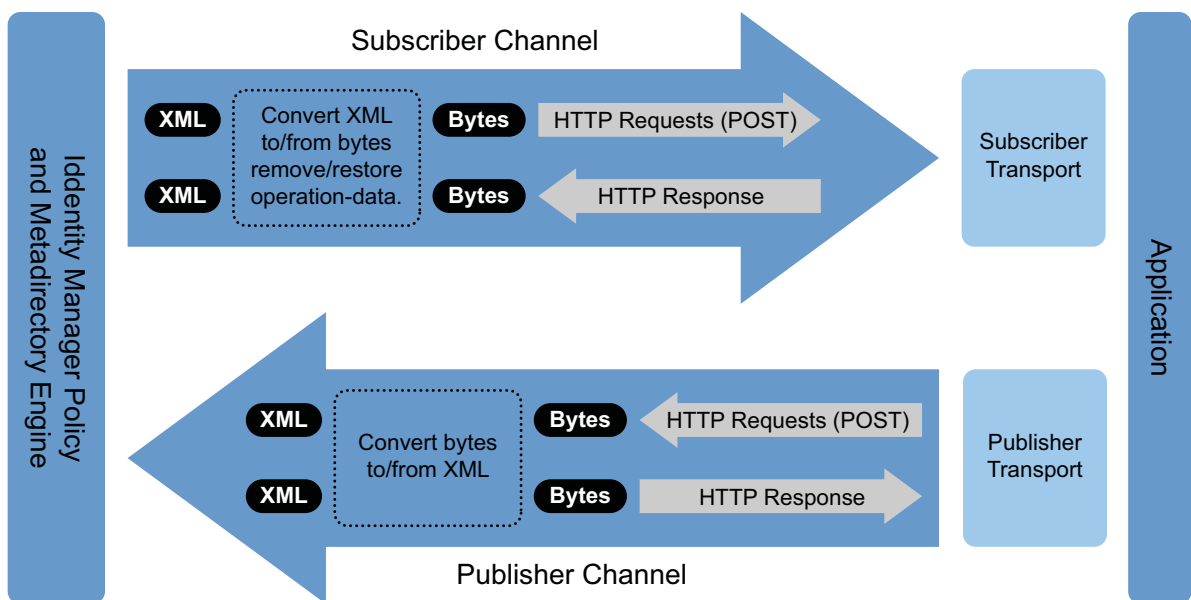 Iddentity Manager Policy
and Metadirectory Engine
Subscriber Channel
XML
Convert XML
to/from bytes
remove/restore
operation-data.
Bytes
HTTP Requests (POST)
XML
Bytes
HTTP Response
Subscriber
Transport
Application
XML
Convert bytes
to/from XML
Bytes
HTTP Requests (POST)
XML
Bytes
HTTP Response
Publisher
Transport
Publisher Channel